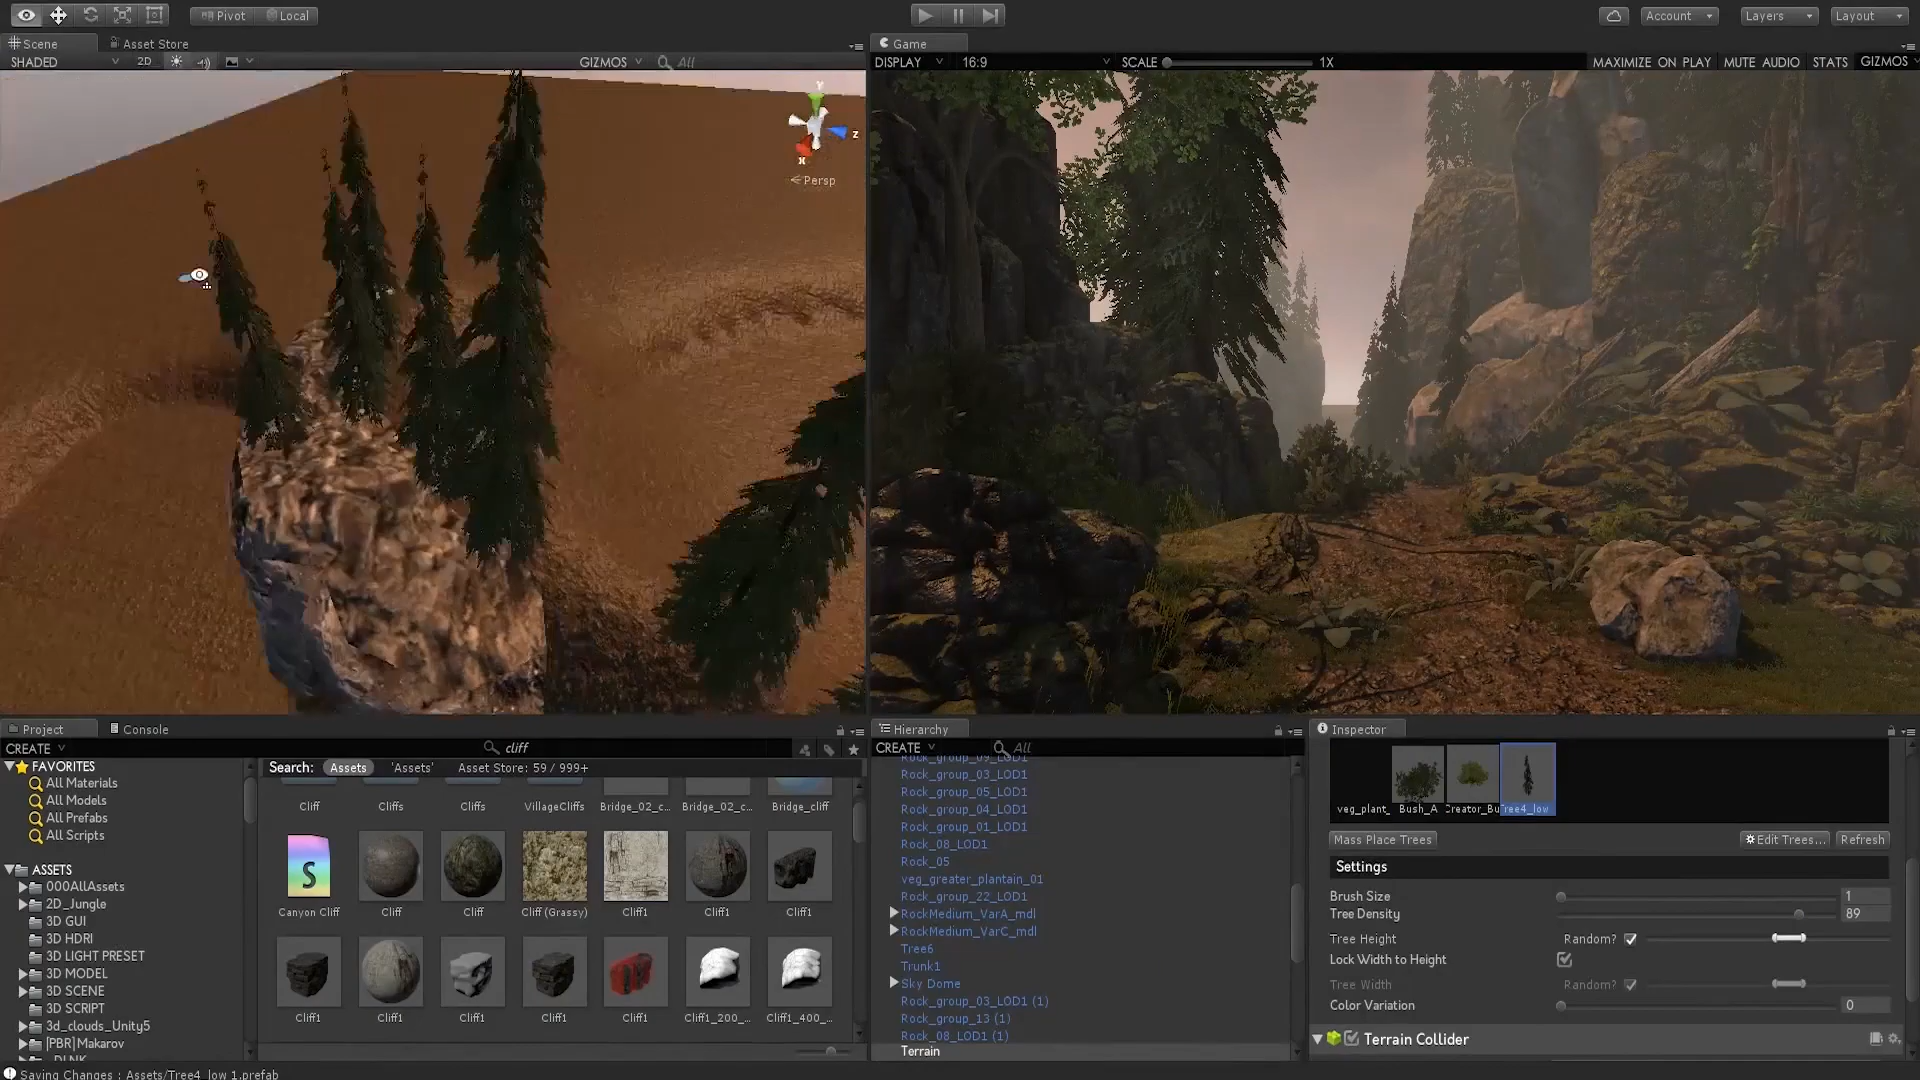 Pivot Local Account Layers Layout
Scene Asset Store Game
SHADED 2D GIZMOS All DISPLAY 16:9 SCALE 1X MAXIMIZE ON PLAY MUTE AUDIO STATS GIZMOS
Y
Z
X
Persp
Project Console
CREATE cliff
FAVORITES
All Materials
All Models
All Prefabs
All Scripts
ASSETS
000AllAssets
2D_Jungle
3D GUI
3D HDRI
3D LIGHT PRESET
3D MODEL
3D SCENE
3D SCRIPT
3d_clouds_Unity5
[PBR]Makarov
Search: Assets 'Assets' Asset Store: 59 / 999+
Cliff Cliffs Cliffs VillageCliffs Bridge_02_c... Bridge_02_c... Bridge_cliff
S
Canyon Cliff Cliff Cliff Cliff (Grassy) Cliff1 Cliff1 Cliff1
Cliff1 Cliff1 Cliff1 Cliff1 Cliff1 Cliff1_200_... Cliff1_400_...
Hierarchy
CREATE All
Rock_group_09_LOD1
Rock_group_03_LOD1
Rock_group_05_LOD1
Rock_group_04_LOD1
Rock_group_01_LOD1
Rock_08_LOD1
Rock_05
veg_greater_plantain_01
Rock_group_22_LOD1
RockMedium_VarA_mdl
RockMedium_VarC_mdl
Tree6
Trunk1
Sky Dome
Rock_group_03_LOD1 (1)
Rock_group_13 (1)
Rock_08_LOD1 (1)
Terrain
Inspector
veg_plant_ Bush_A Creator_Bu Tree4_low
Mass Place Trees Edit Trees... Refresh
Settings
Brush Size 1
Tree Density 89
Tree Height Random?
Lock Width to Height
Tree Width Random?
Color Variation 0
Terrain Collider
Saving Changes : Assets/Tree4_low 1.prefab